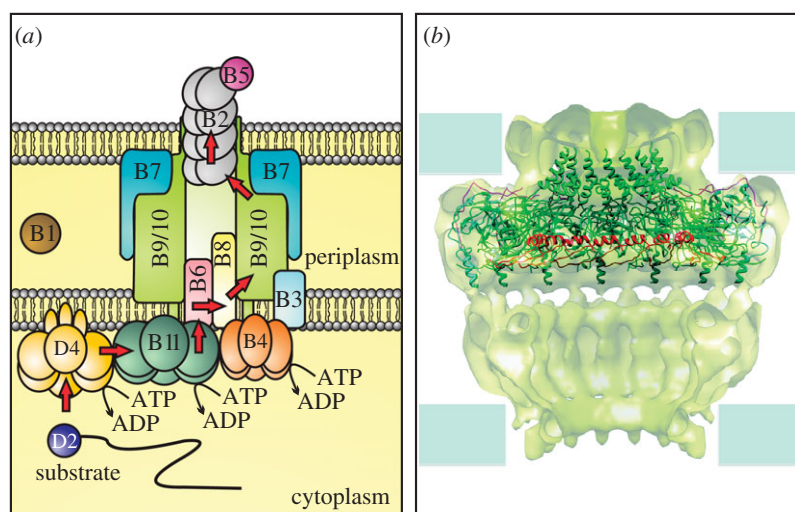 (a)
B5
B2
B7
B7
B9/10
B9/10
B1
B8
B6
periplasm
B3
D4
B11
B4
ATP
ADP
ATP
ADP
ATP
ADP
D2
substrate
cytoplasm
(b)